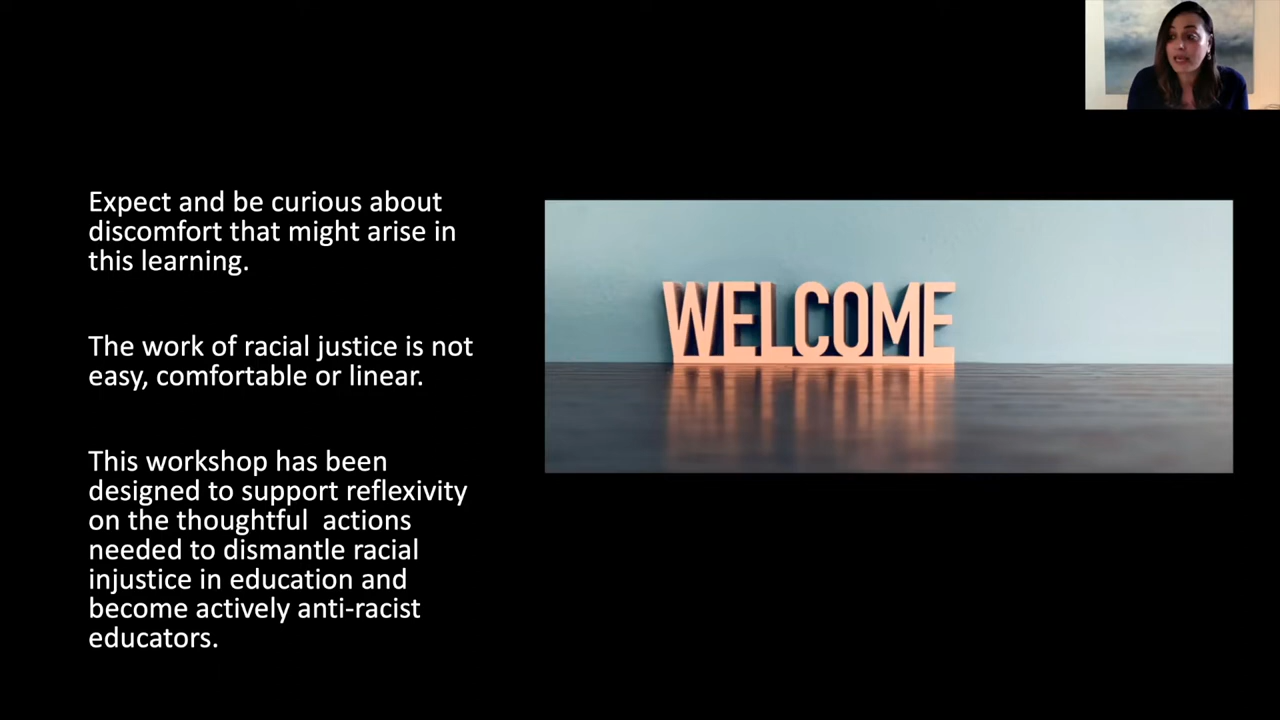 Expect and be curious about
discomfort that might arise in
this learning.
The work of racial justice is not
easy, comfortable or linear.
This workshop has been
designed to support reflexivity
on the thoughtful  actions
needed to dismantle racial
injustice in education and
become actively anti-racist
educators.
WELCOME